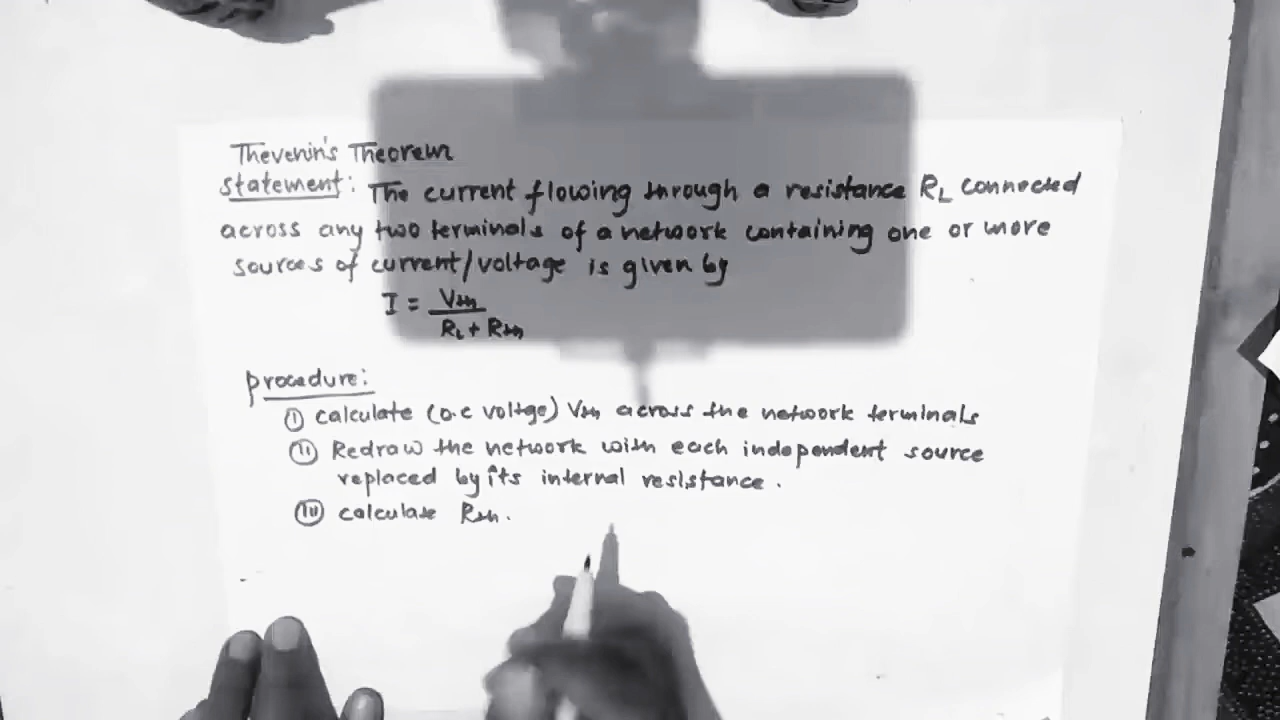 Thevenin's Theorem
statement: The current flowing through a resistance RL connected
across any two terminals of a network containing one or more
sources of current/voltage is given by
I = Vth
RL + Rth
procedure:
(i) calculate (o.c voltge) Vth across the network terminals
(ii) Redraw the network with each independent source
replaced by its internal resistance.
(iii) calculate Rth.